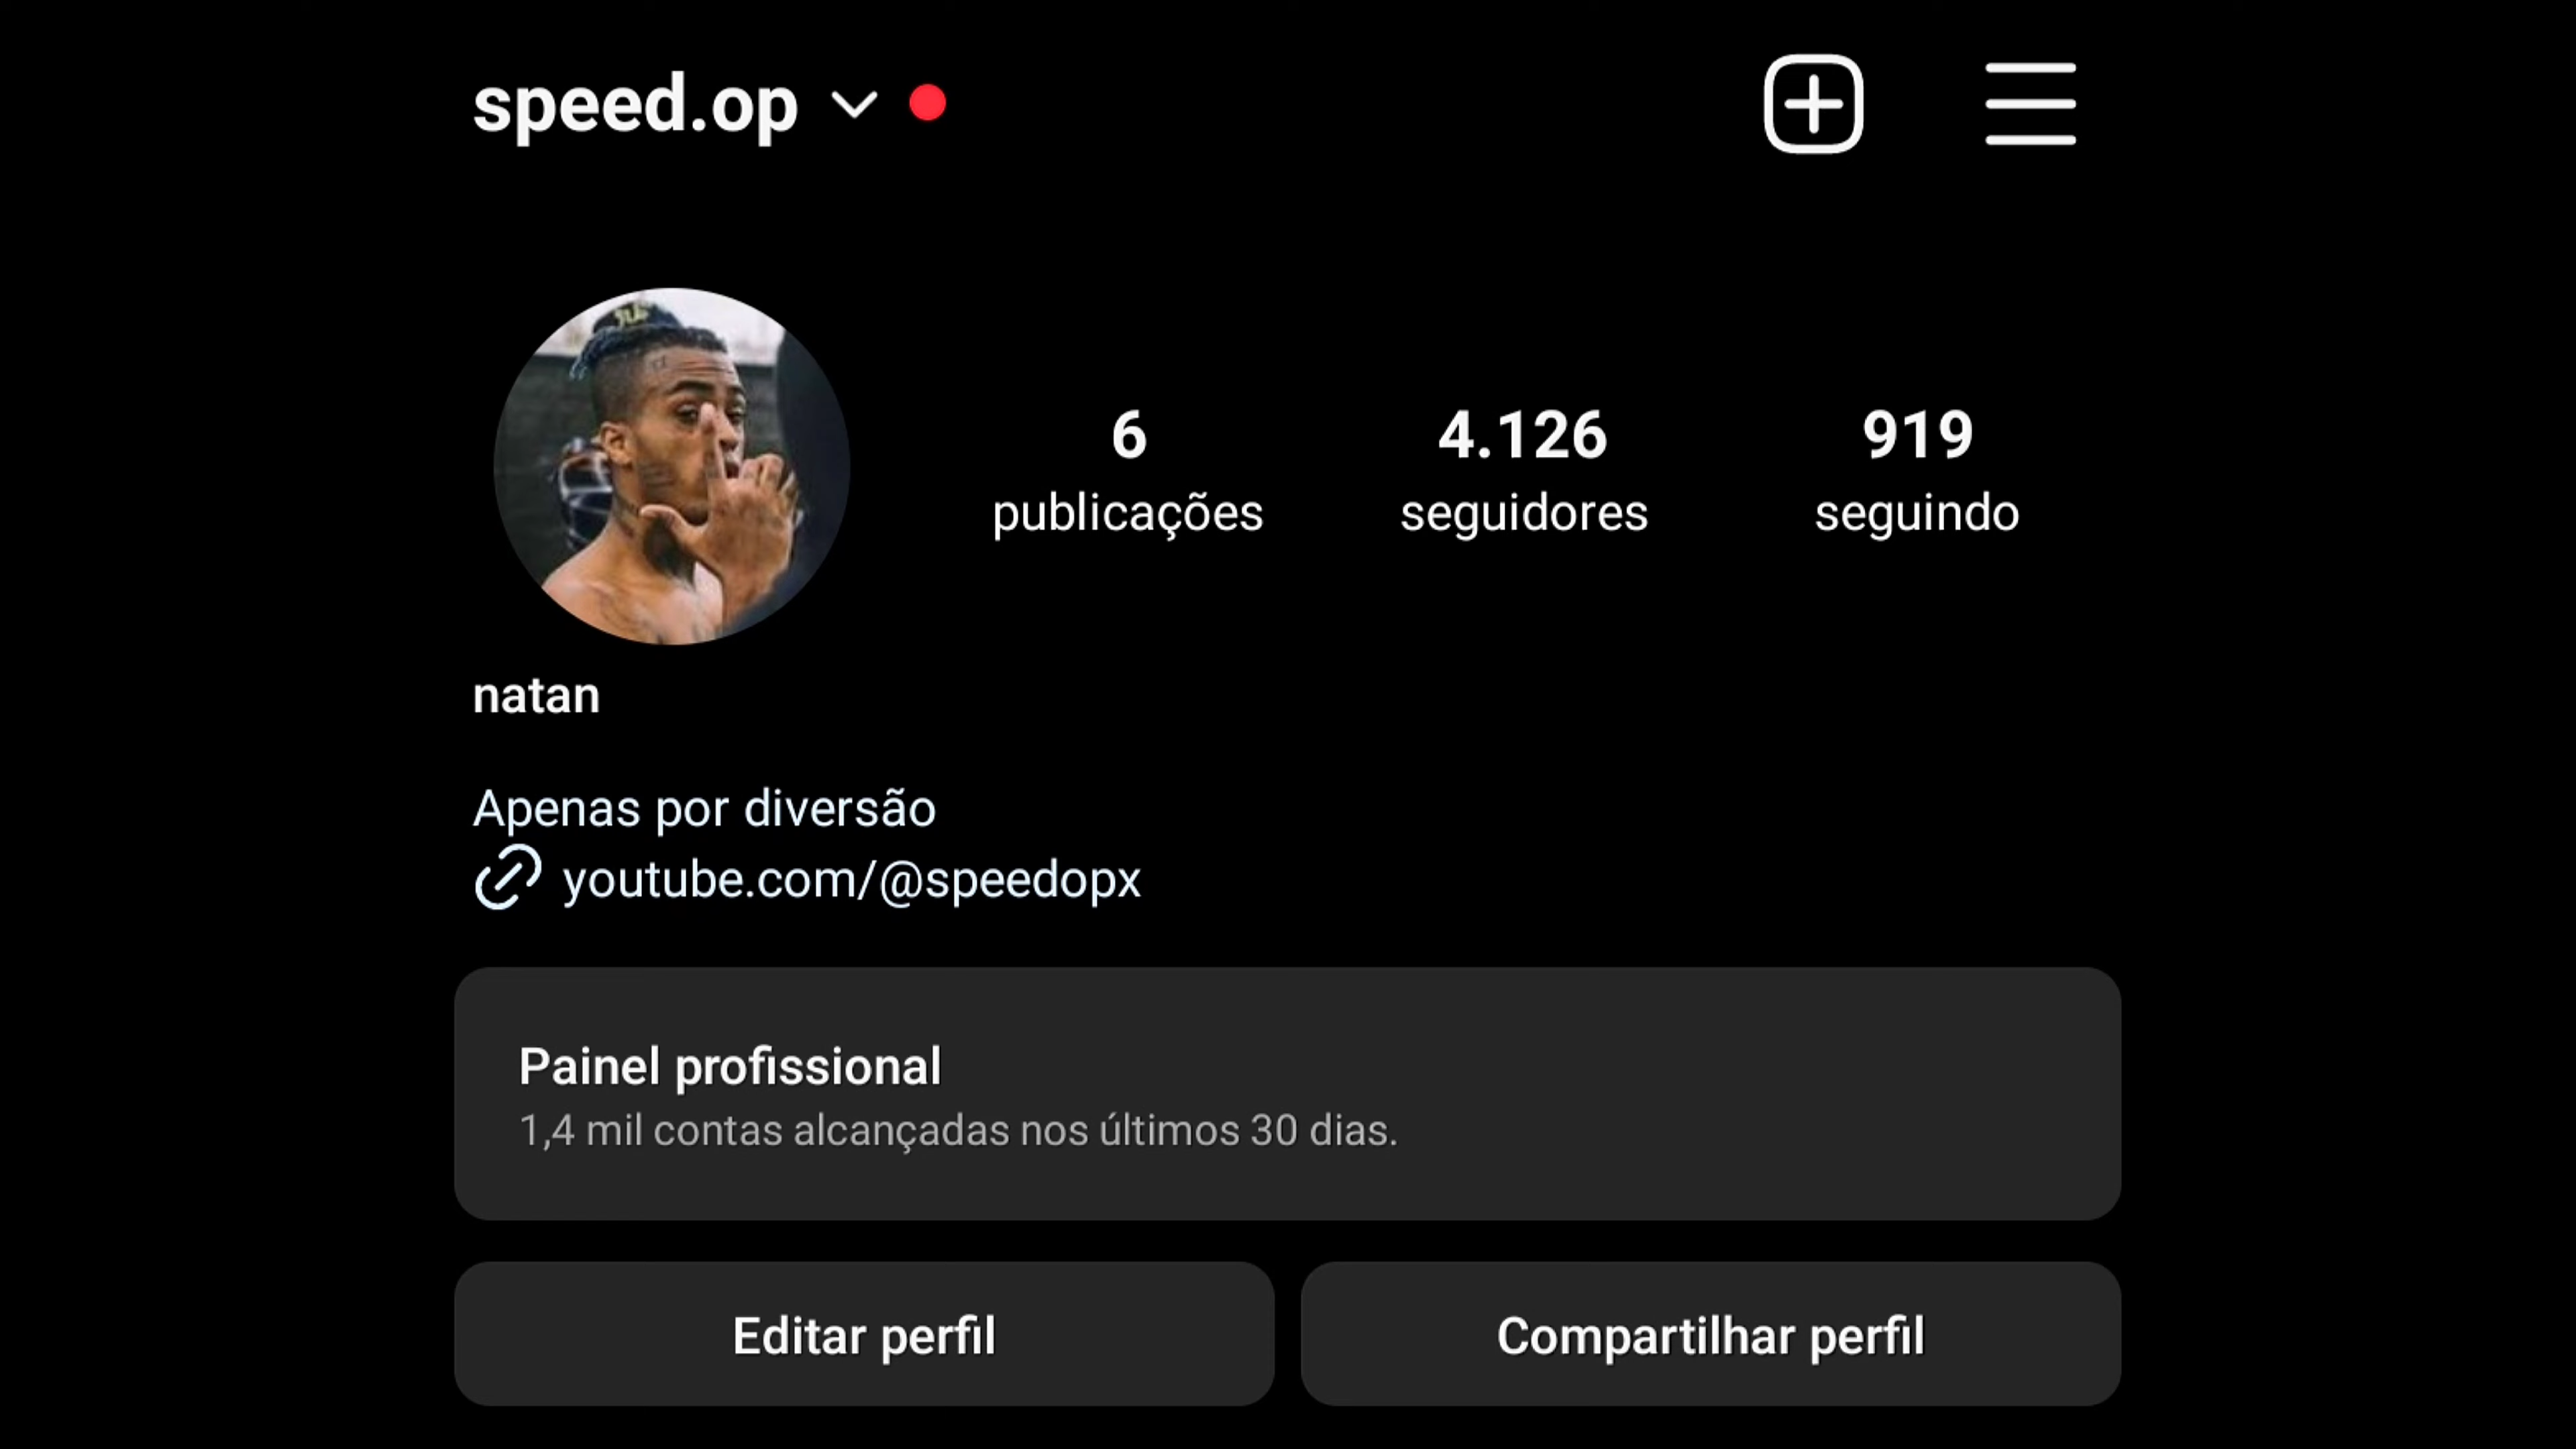 speed.op
6
publicações
4.126
seguidores
919
seguindo
natan
Apenas por diversão
youtube.com/@speedopx
Painel profissional
1,4 mil contas alcançadas nos últimos 30 dias.
Editar perfil
Compartilhar perfil